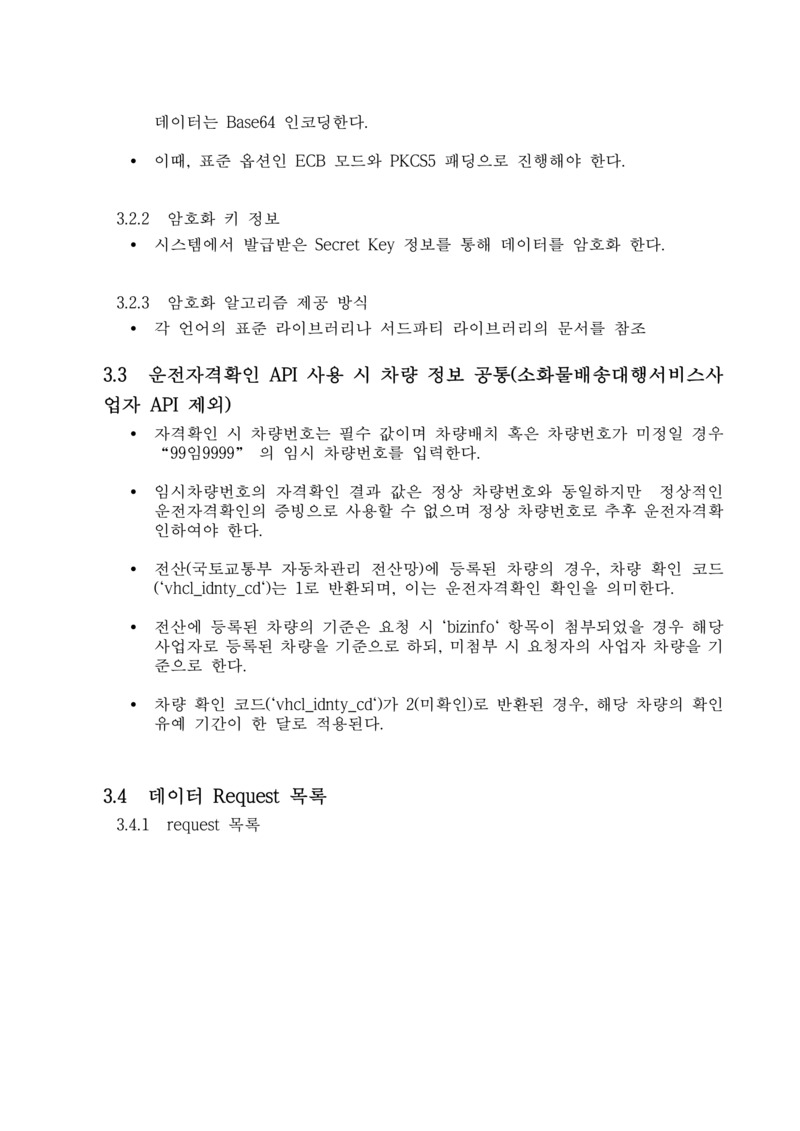 데이터는 Base64 인코딩한다.
• 이때, 표준 옵션인 ECB 모드와 PKCS5 패딩으로 진행해야 한다.
3.2.2 암호화 키 정보
• 시스템에서 발급받은 Secret Key 정보를 통해 데이터를 암호화 한다.
3.2.3 암호화 알고리즘 제공 방식
• 각 언어의 표준 라이브러리나 서드파티 라이브러리의 문서를 참조
3.3 운전자격확인 API 사용 시 차량 정보 공통(소화물배송대행서비스사
업자 API 제외)
• 자격확인 시 차량번호는 필수 값이며 차량배치 혹은 차량번호가 미정일 경우
“99임9999” 의 임시 차량번호를 입력한다.
• 임시차량번호의 자격확인 결과 값은 정상 차량번호와 동일하지만 정상적인
운전자격확인의 증빙으로 사용할 수 없으며 정상 차량번호로 추후 운전자격확
인하여야 한다.
• 전산(국토교통부 자동차관리 전산망)에 등록된 차량의 경우, 차량 확인 코드
(‘vhcl_idnty_cd‘)는 1로 반환되며, 이는 운전자격확인 확인을 의미한다.
• 전산에 등록된 차량의 기준은 요청 시 ‘bizinfo‘ 항목이 첨부되었을 경우 해당
사업자로 등록된 차량을 기준으로 하되, 미첨부 시 요청자의 사업자 차량을 기
준으로 한다.
• 차량 확인 코드(‘vhcl_idnty_cd‘)가 2(미확인)로 반환된 경우, 해당 차량의 확인
유예 기간이 한 달로 적용된다.
3.4 데이터 Request 목록
3.4.1 request 목록